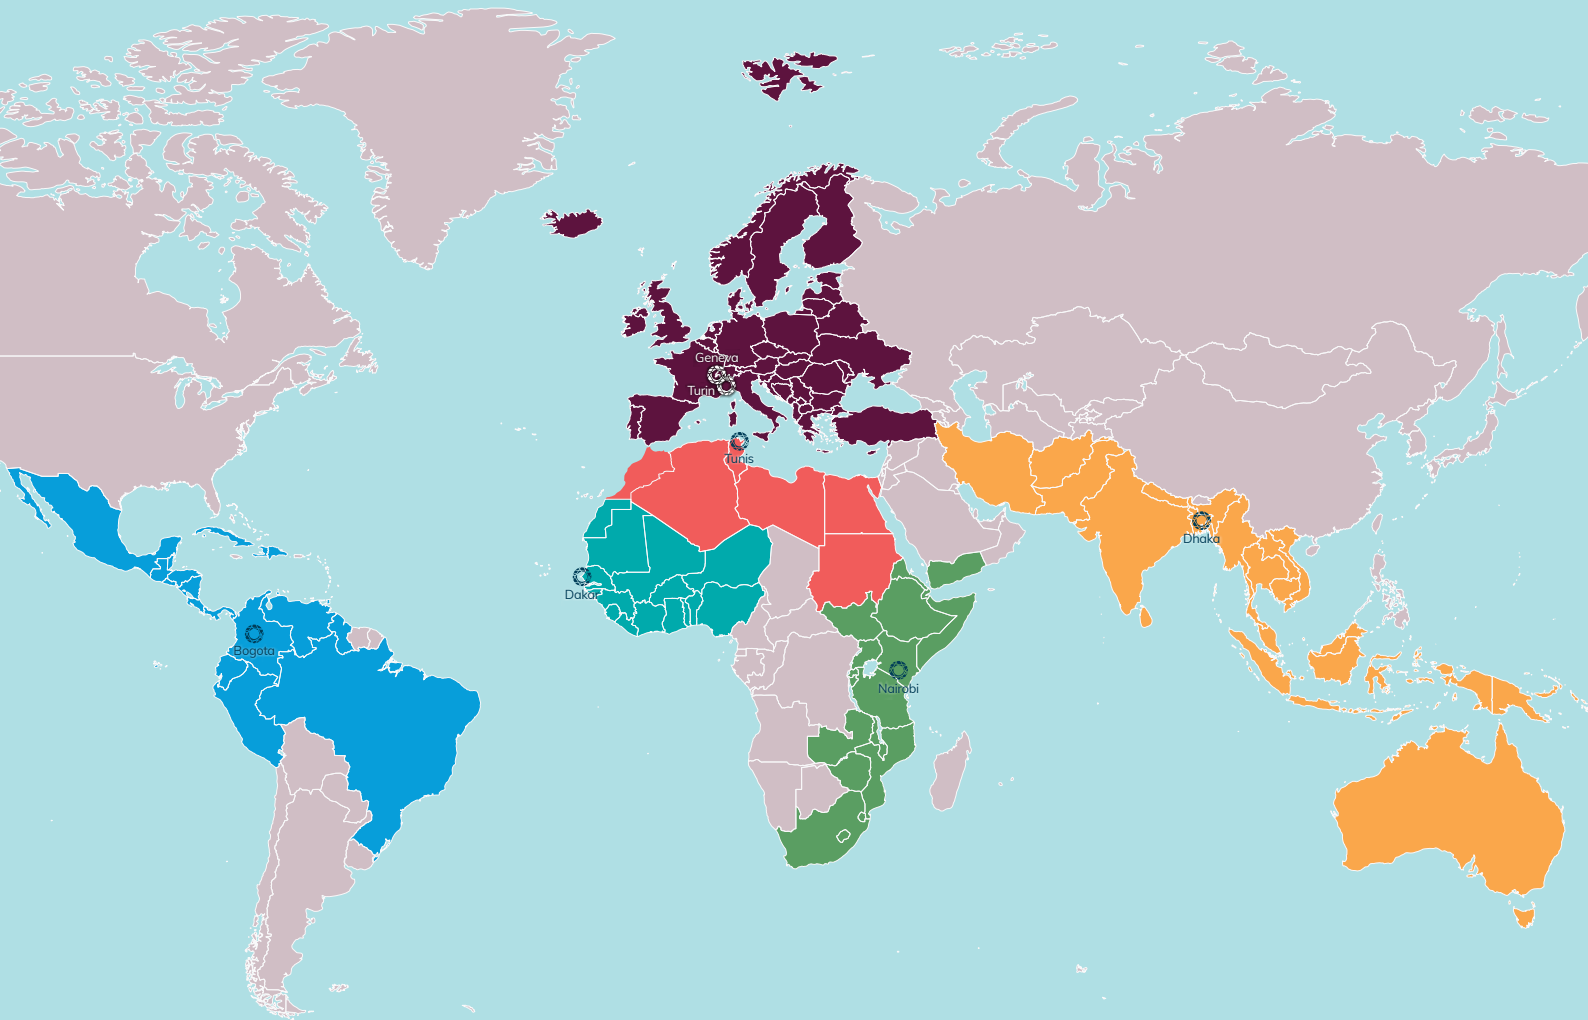 Geneva
Turin
Tunis
Dhaka
Dakar
Bogota
Nairobi